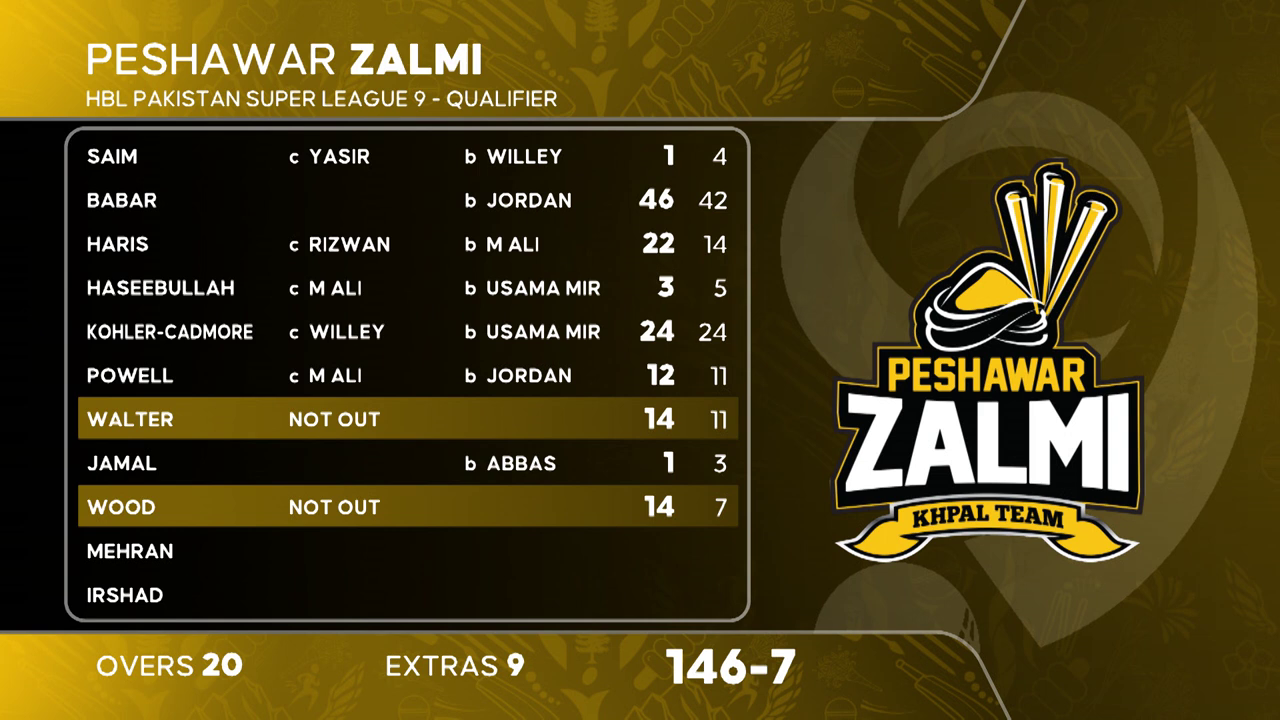 PESHAWAR ZALMI
HBL PAKISTAN SUPER LEAGUE 9 - QUALIFIER
SAIM c YASIR b WILLEY 1 4
BABAR b JORDAN 46 42
HARIS c RIZWAN b M ALI 22 14
HASEEBULLAH c M ALI b USAMA MIR 3 5
KOHLER-CADMORE c WILLEY b USAMA MIR 24 24
POWELL c M ALI b JORDAN 12 11
WALTER NOT OUT 14 11
JAMAL b ABBAS 1 3
WOOD NOT OUT 14 7
MEHRAN
IRSHAD
OVERS 20 EXTRAS 9 146-7
PESHAWAR
ZALMI
KHPAL TEAM